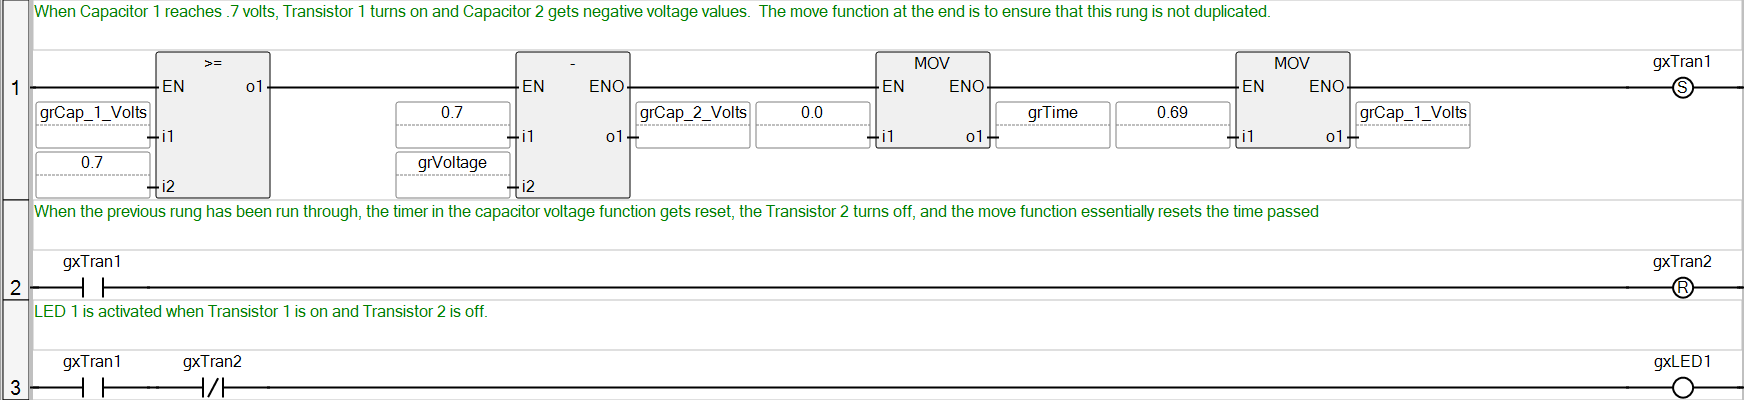 When Capacitor 1 reaches .7 volts, Transistor 1 turns on and Capacitor 2 gets negative voltage values.  The move function at the end is to ensure that this rung is not duplicated.
1
>=
EN o1
grCap_1_Volts
i1
0.7
i2
-
EN ENO
0.7
i1 o1
grVoltage
i2
grCap_2_Volts
MOV
EN ENO
0.0
i1 o1
grTime
MOV
EN ENO
0.69
i1 o1
grCap_1_Volts
gxTran1
S
When the previous rung has been run through, the timer in the capacitor voltage function gets reset, the Transistor 2 turns off, and the move function essentially resets the time passed
2
gxTran1
gxTran2
R
LED 1 is activated when Transistor 1 is on and Transistor 2 is off.
3
gxTran1
gxTran2
gxLED1